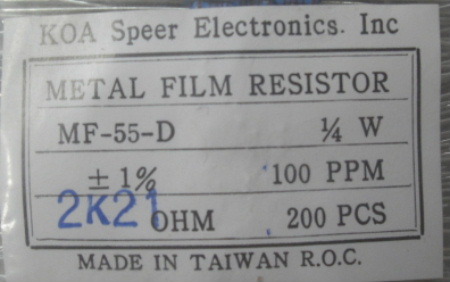 KOA Speer Electronics. Inc
METAL FILM RESISTOR
MF-55-D ¼ W
± 1% 100 PPM
2K21 OHM 200 PCS
MADE IN TAIWAN R.O.C.